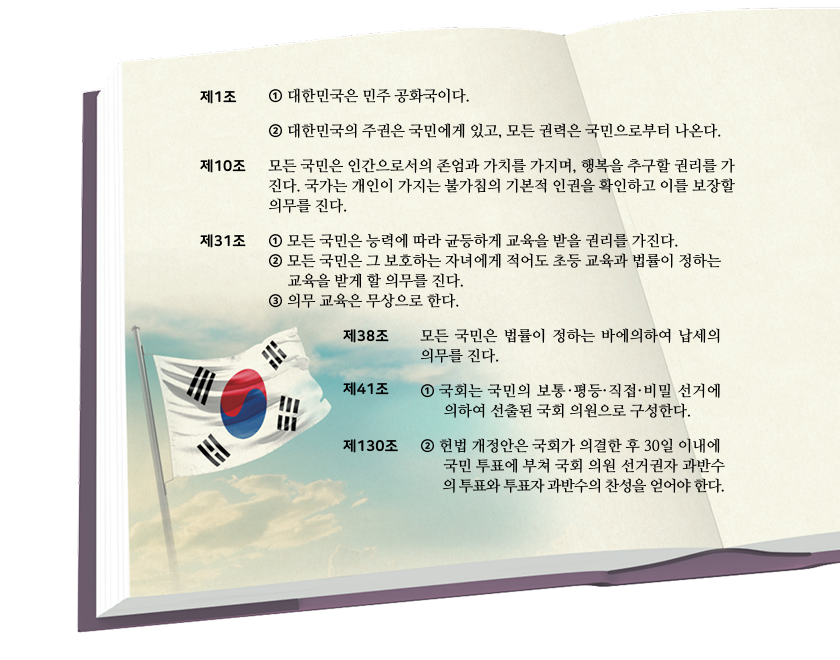 제1조 ① 대한민국은 민주 공화국이다.
② 대한민국의 주권은 국민에게 있고, 모든 권력은 국민으로부터 나온다.
제10조 모든 국민은 인간으로서의 존엄과 가치를 가지며, 행복을 추구할 권리를 가
진다. 국가는 개인이 가지는 불가침의 기본적 인권을 확인하고 이를 보장할
의무를 진다.
제31조 ① 모든 국민은 능력에 따라 균등하게 교육을 받을 권리를 가진다.
② 모든 국민은 그 보호하는 자녀에게 적어도 초등 교육과 법률이 정하는
교육을 받게 할 의무를 진다.
③ 의무 교육은 무상으로 한다.
제38조 모든 국민은 법률이 정하는 바에의하여 납세의
의무를 진다.
제41조 ① 국회는 국민의 보통·평등·직접·비밀 선거에
의하여 선출된 국회 의원으로 구성한다.
제130조 ② 헌법 개정안은 국회가 의결한 후 30일 이내에
국민 투표에 부쳐 국회 의원 선거권자 과반수
의 투표와 투표자 과반수의 찬성을 얻어야 한다.